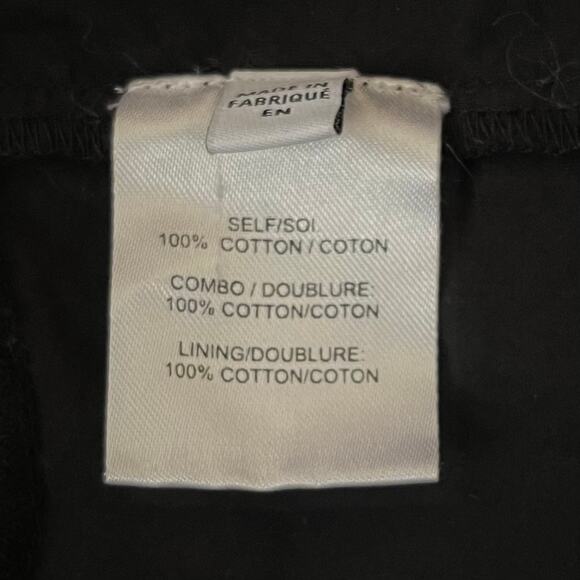 MADE IN
FABRIQUÉ
EN
SELF/SOI.
100% COTTON / COTON
COMBO / DOUBLURE:
100% COTTON/COTON
LINING/DOUBLURE:
100% COTTON/COTON